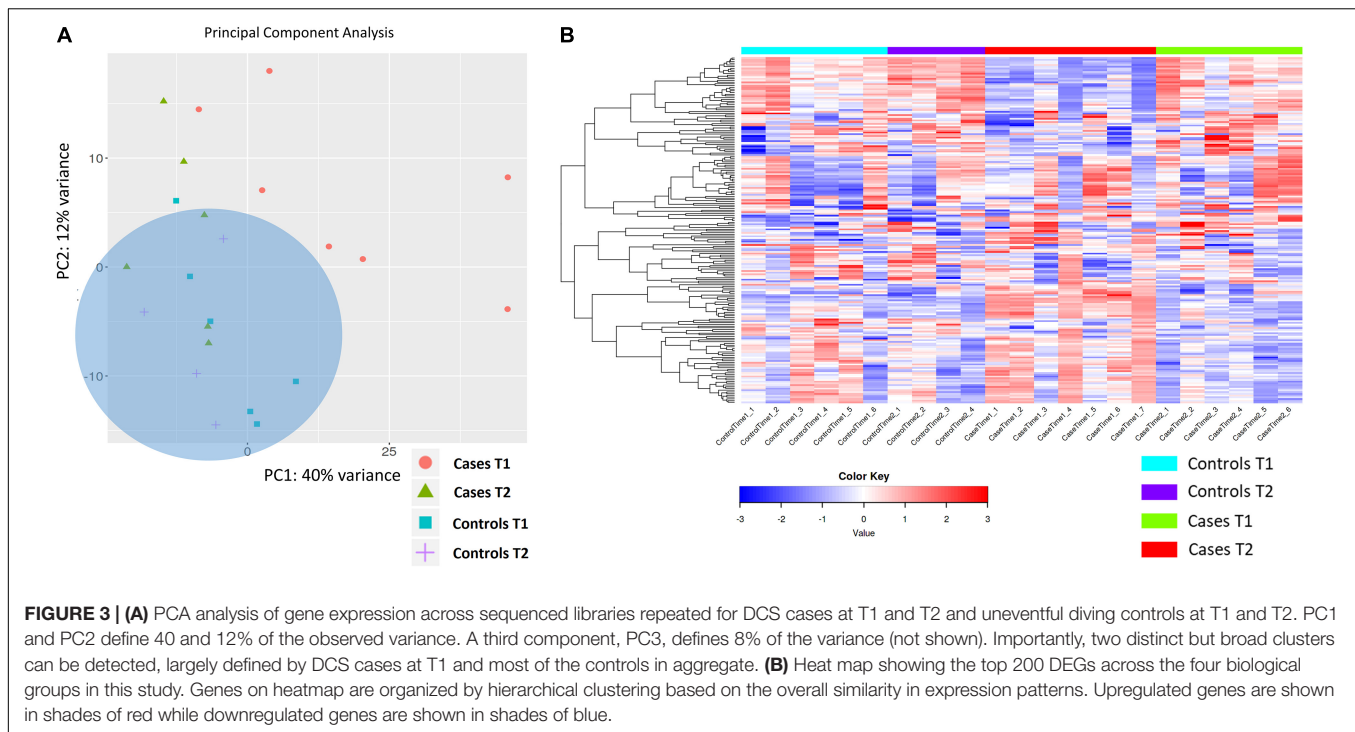 A
Principal Component Analysis
PC2: 12% variance
10
0
-10
0
25
PC1: 40% variance
Cases T1
Cases T2
Controls T1
Controls T2
B
ControlTime1_1
ControlTime1_2
ControlTime1_3
ControlTime1_4
ControlTime1_5
ControlTime1_6
ControlTime2_1
ControlTime2_2
ControlTime2_3
ControlTime2_4
CaseTime1_1
CaseTime1_2
CaseTime1_3
CaseTime1_4
CaseTime1_5
CaseTime1_6
CaseTime1_7
CaseTime2_1
CaseTime2_2
CaseTime2_3
CaseTime2_4
CaseTime2_5
CaseTime2_6
Color Key
-3 -2 -1 0 1 2 3
Value
Controls T1
Controls T2
Cases T1
Cases T2
FIGURE 3 | (A) PCA analysis of gene expression across sequenced libraries repeated for DCS cases at T1 and T2 and uneventful diving controls at T1 and T2. PC1
and PC2 define 40 and 12% of the observed variance. A third component, PC3, defines 8% of the variance (not shown). Importantly, two distinct but broad clusters
can be detected, largely defined by DCS cases at T1 and most of the controls in aggregate. (B) Heat map showing the top 200 DEGs across the four biological
groups in this study. Genes on heatmap are organized by hierarchical clustering based on the overall similarity in expression patterns. Upregulated genes are shown
in shades of red while downregulated genes are shown in shades of blue.